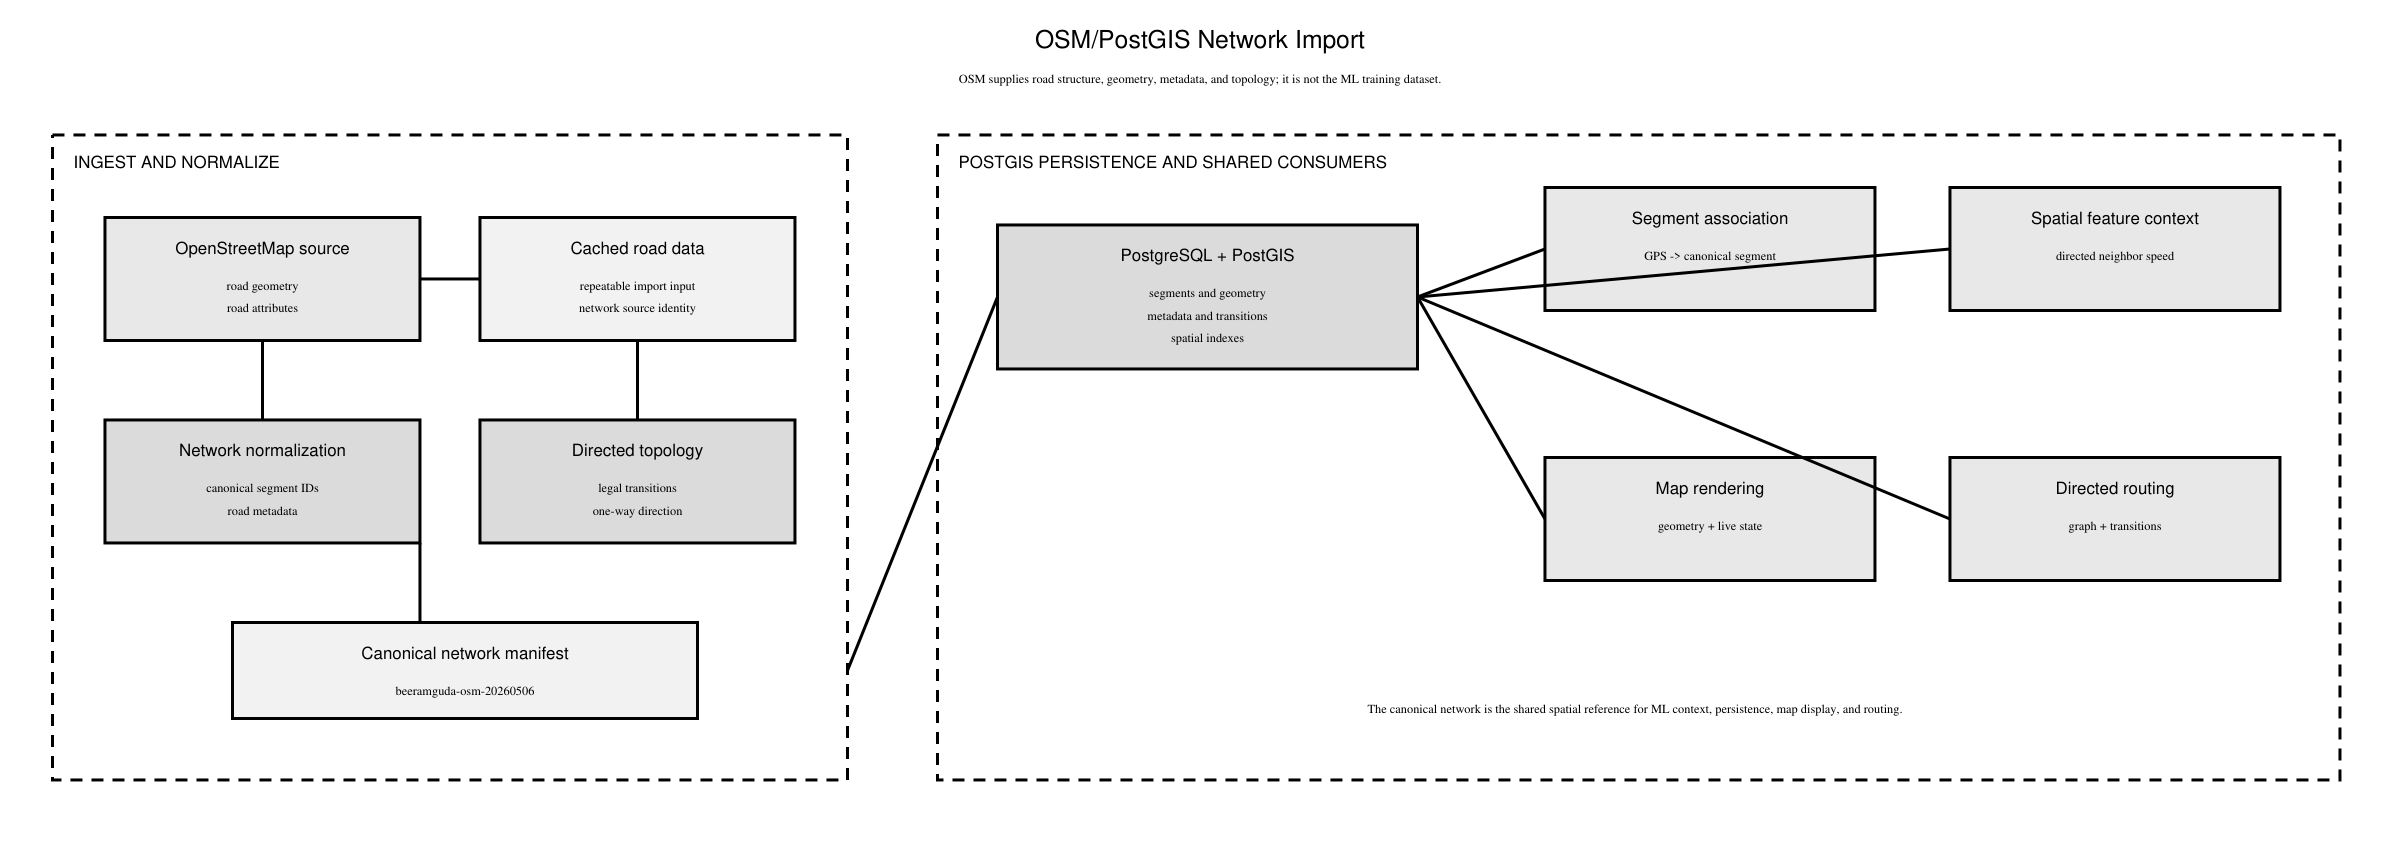 OSM/PostGIS Network Import
OSM supplies road structure, geometry, metadata, and topology; it is not the ML training dataset.
INGEST AND NORMALIZE
OpenStreetMap source
road geometry
road attributes
Cached road data
repeatable import input
network source identity
Network normalization
canonical segment IDs
road metadata
Directed topology
legal transitions
one-way direction
Canonical network manifest
beeramguda-osm-20260506
POSTGIS PERSISTENCE AND SHARED CONSUMERS
PostgreSQL + PostGIS
segments and geometry
metadata and transitions
spatial indexes
Segment association
GPS -> canonical segment
Spatial feature context
directed neighbor speed
Map rendering
geometry + live state
Directed routing
graph + transitions
The canonical network is the shared spatial reference for ML context, persistence, map display, and routing.